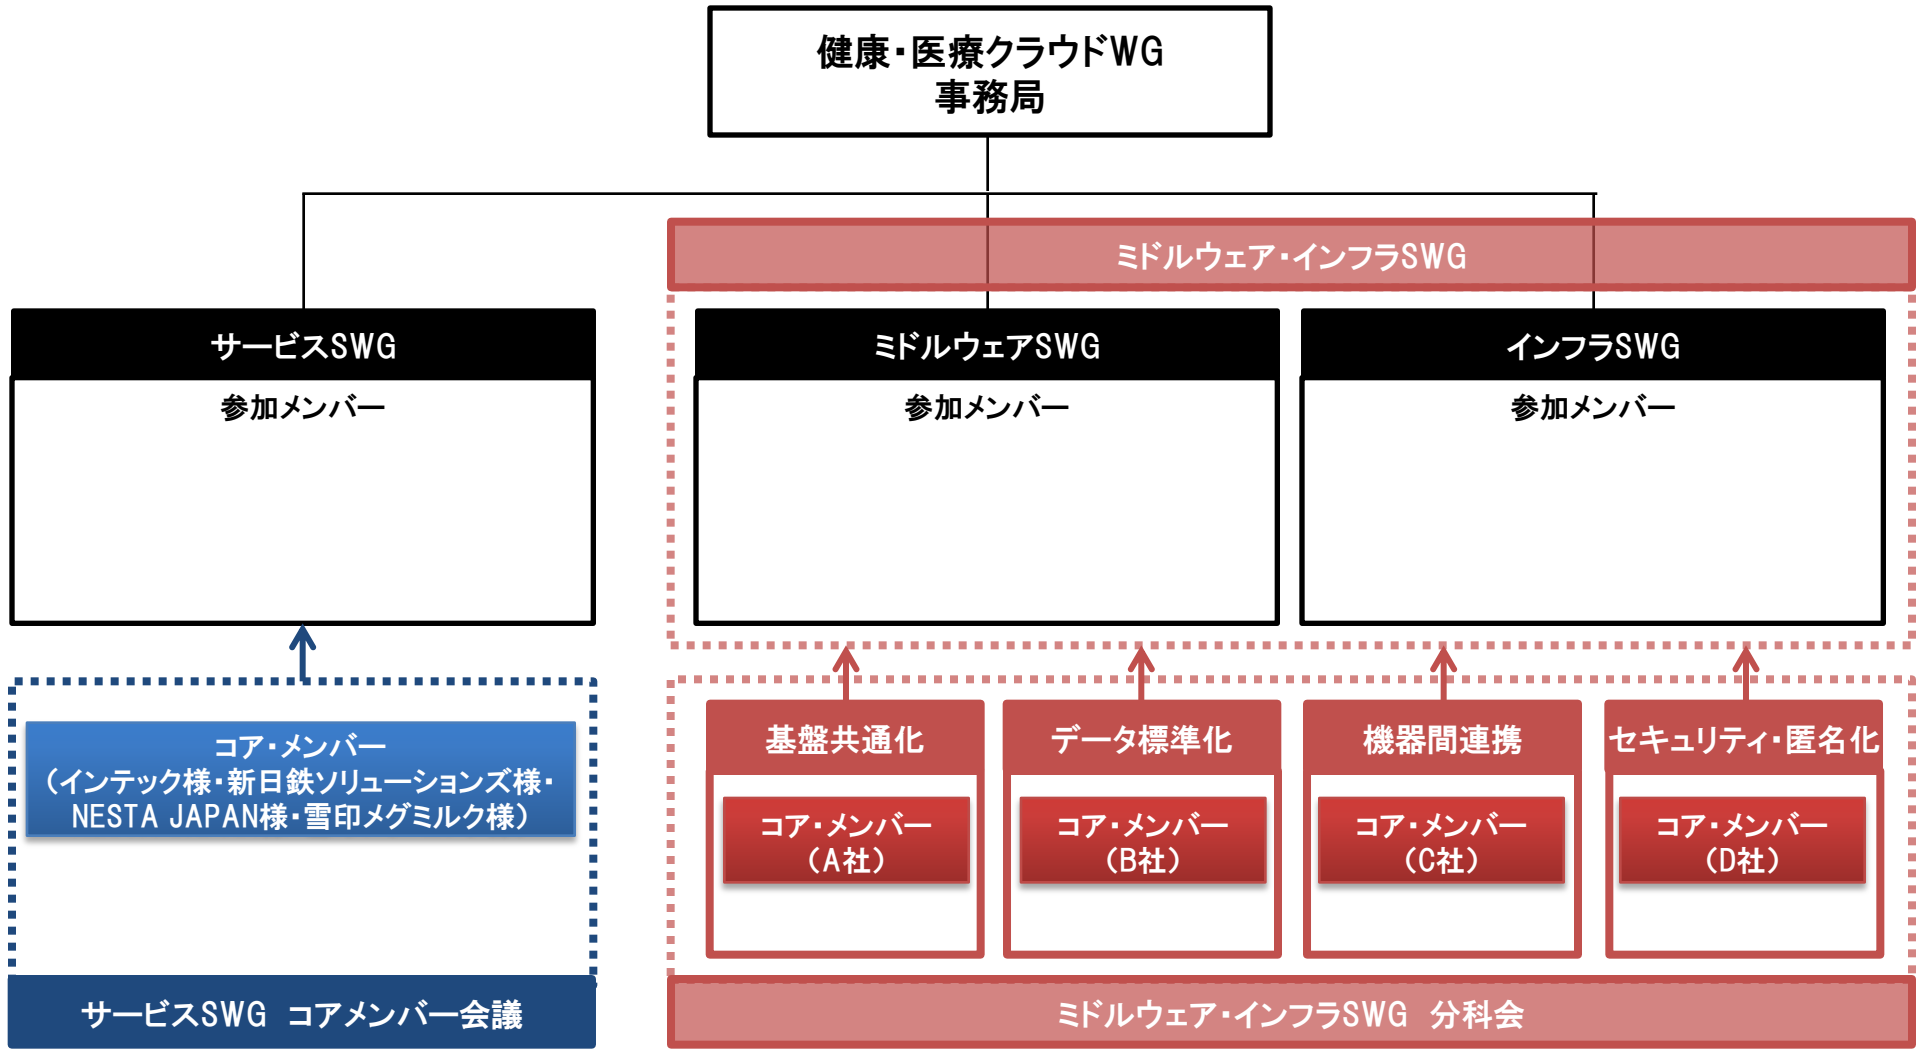 健康・医療クラウドWG
事務局
ミドルウェア・インフラSWG
サービスSWG
参加メンバー
ミドルウェアSWG
参加メンバー
インフラSWG
参加メンバー
コア・メンバー
（インテック様・新日鉄ソリューションズ様・
NESTA JAPAN様・雪印メグミルク様）
サービスSWG コアメンバー会議
基盤共通化
コア・メンバー
（A社）
データ標準化
コア・メンバー
（B社）
機器間連携
コア・メンバー
（C社）
セキュリティ・匿名化
コア・メンバー
（D社）
ミドルウェア・インフラSWG 分科会